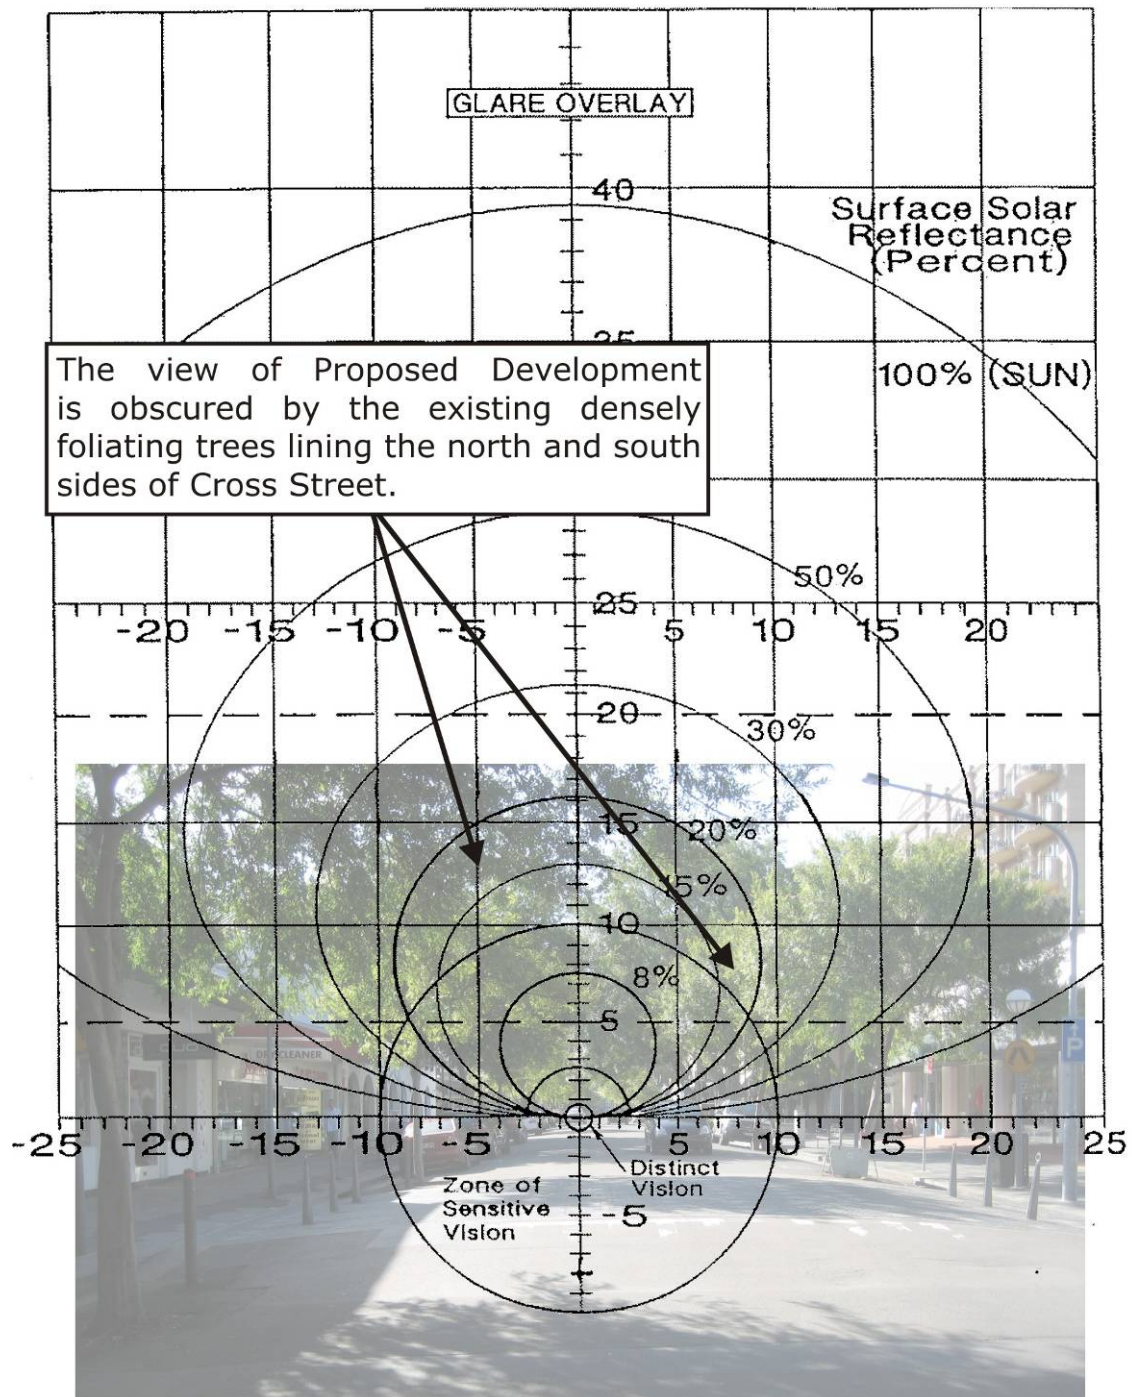 GLARE OVERLAY
40
Surface Solar
Reflectance
(Percent)
35
100% (SUN)
The view of Proposed Development
is obscured by the existing densely
foliating trees lining the north and south
sides of Cross Street.
50%
25
-20 -15 -10 -5 5 10 15 20
20
30%
15
20%
15%
10
8%
5
DRY CLEANER
P
-25 -20 -15 -10 -5 5 10 15 20 25
Distinct
Vision
Zone of
Sensitive
Vision
-5